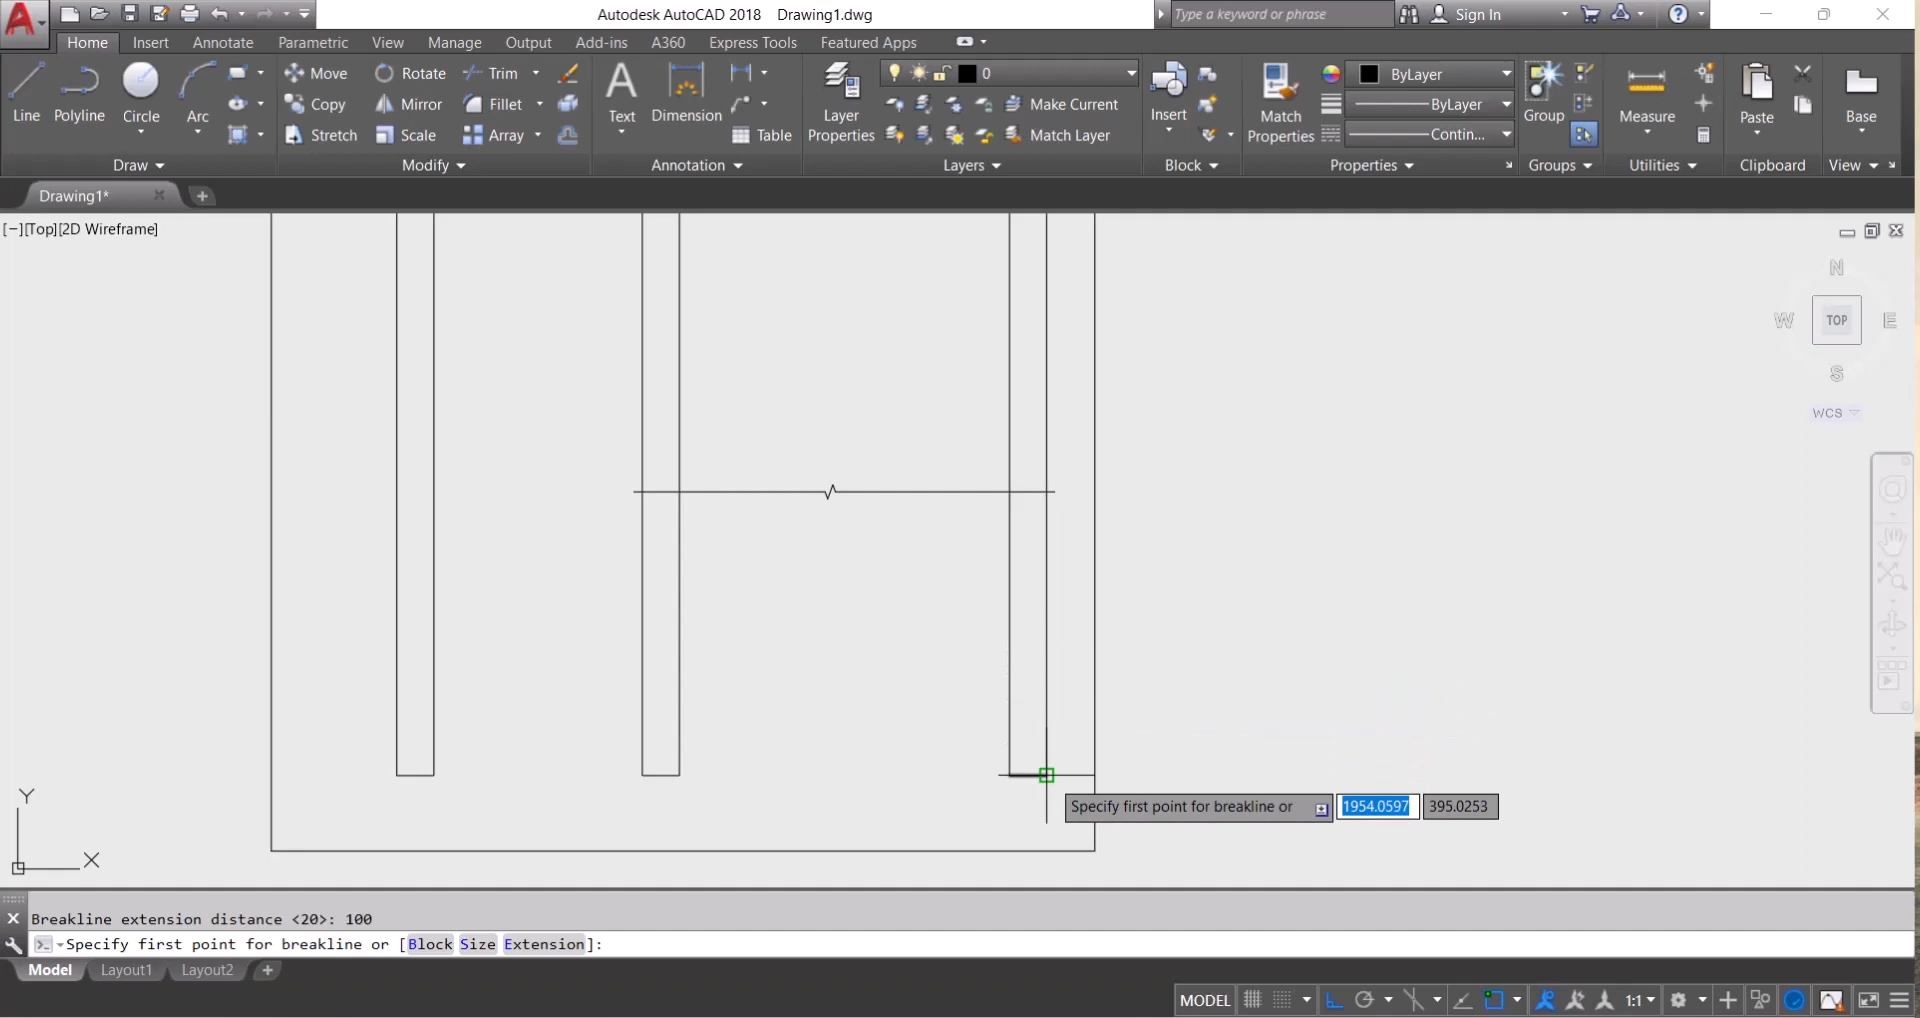 Autodesk AutoCAD 2018 Drawing1.dwg
Type a keyword or phrase
Sign In
Home Insert Annotate Parametric View Manage Output Add-ins A360 Express Tools Featured Apps
Line Polyline Circle Arc
Move Rotate Trim
Copy Mirror Fillet
Stretch Scale Array
Text Dimension
Table
Layer Properties
0
Make Current
Match Layer
Insert
Match Properties
ByLayer
ByLayer
Contin...
Group
Measure
Paste
Base
Draw Modify Annotation Layers Block Properties Groups Utilities Clipboard View
Drawing1*
[−][Top][2D Wireframe]
N
W TOP E
S
WCS
Specify first point for breakline or 1954.0597 395.0253
Y
X
Breakline extension distance <20>: 100
Specify first point for breakline or [Block Size Extension]:
Model Layout1 Layout2
MODEL 1:1